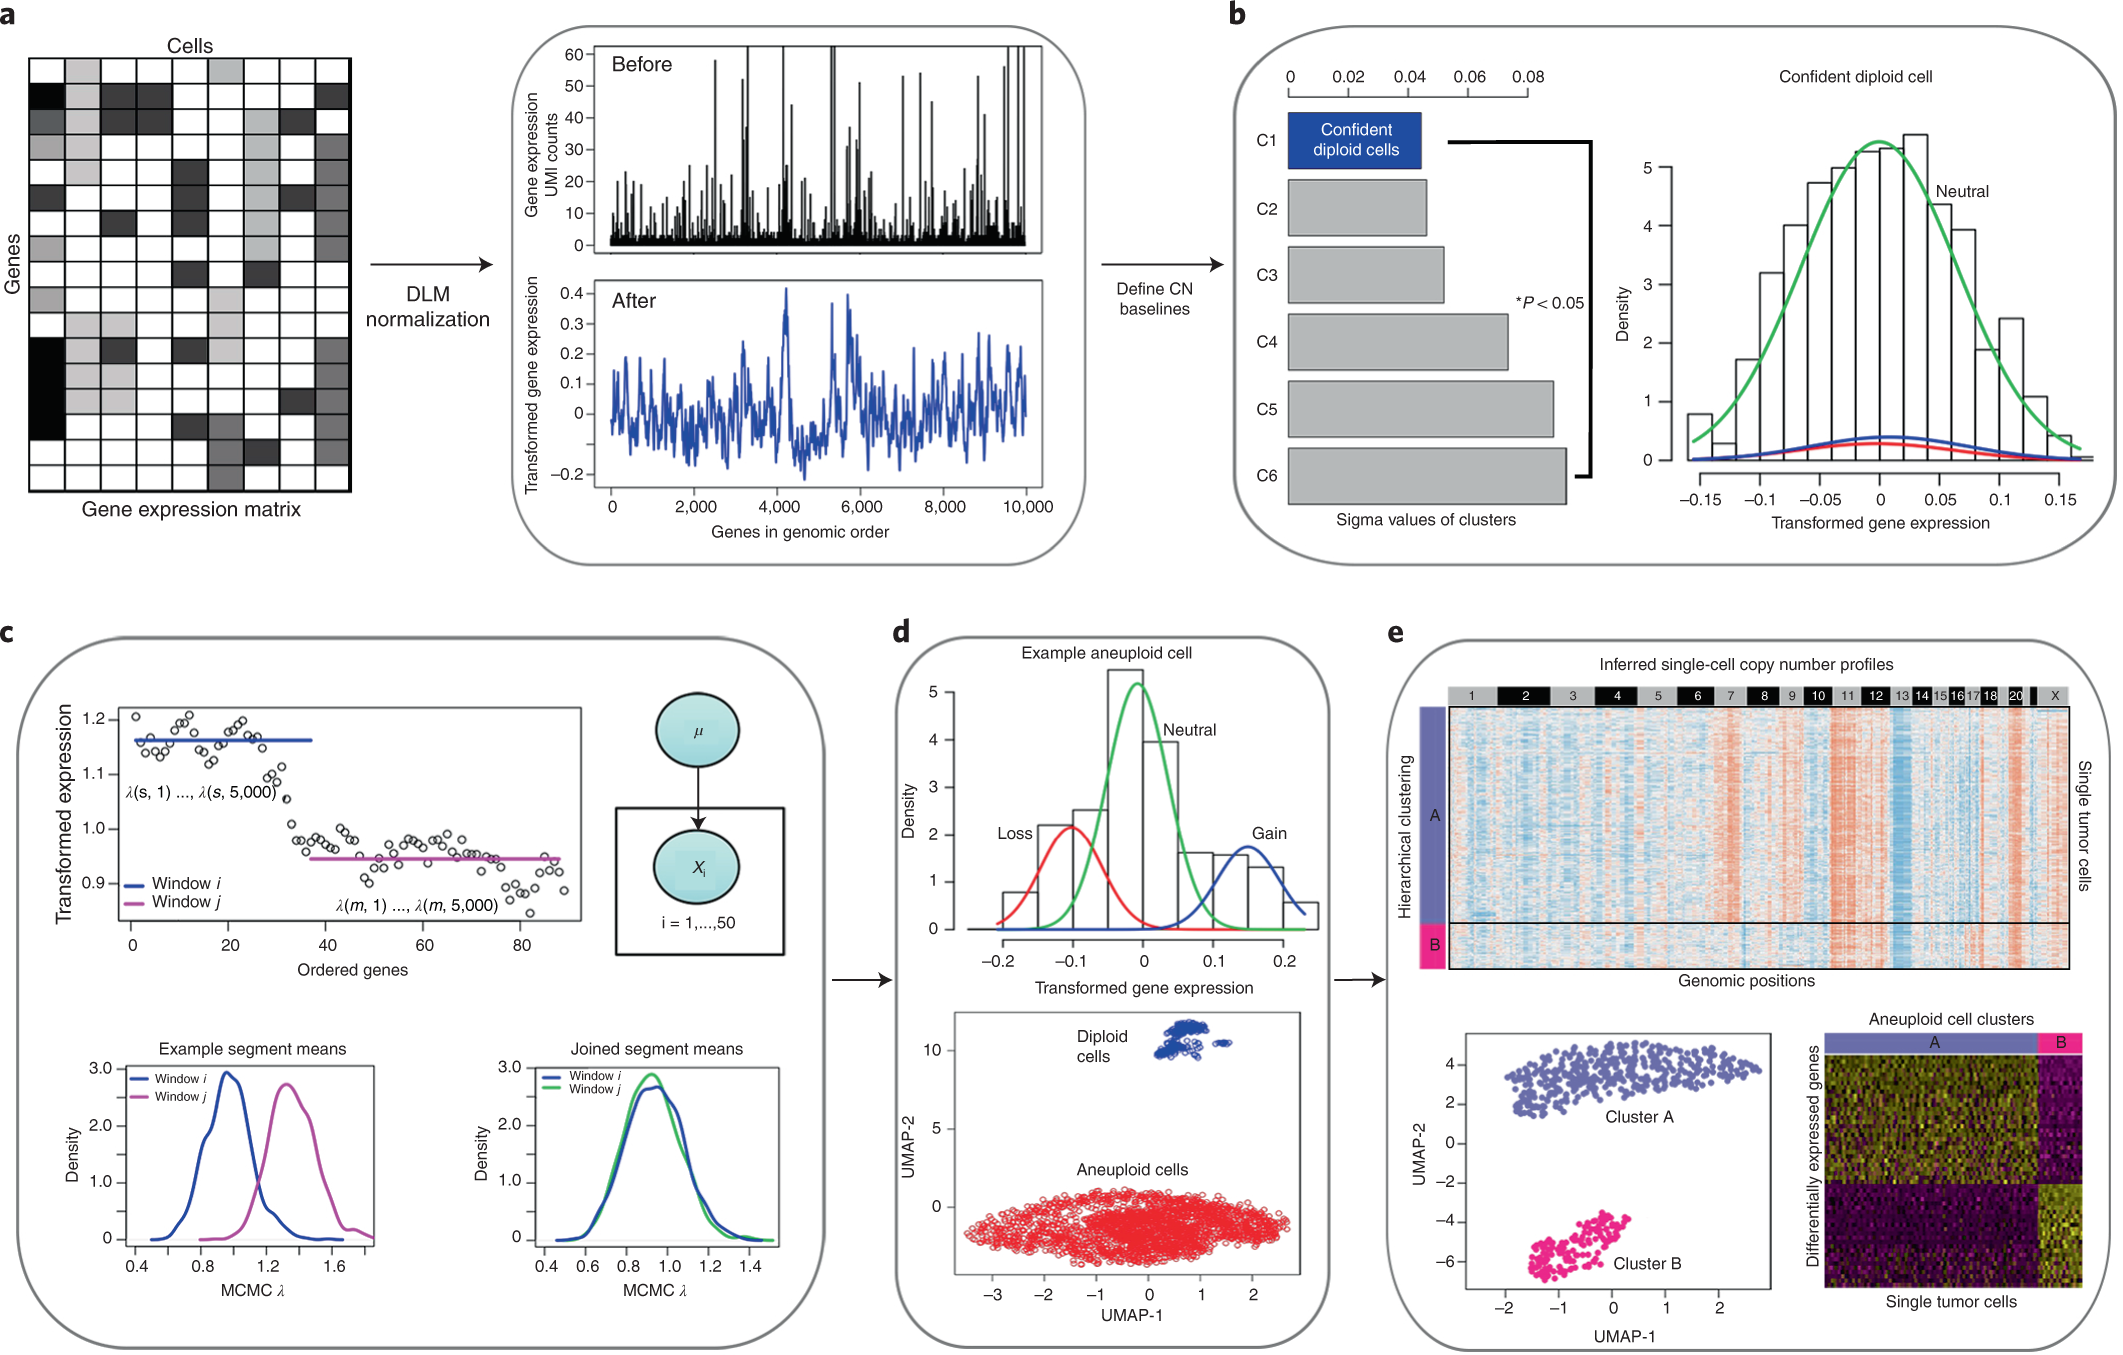 a
Cells
Genes
Gene expression matrix
DLM
normalization
Before
Gene expression
UMI counts
60
50
40
30
20
10
0
After
Transformed gene expression
0.4
0.3
0.2
0.1
0
−0.2
0
2,000
4,000
6,000
8,000
10,000
Genes in genomic order
Define CN
baselines
b
0
0.02
0.04
0.06
0.08
C1
Confident
diploid cells
C2
C3
C4
C5
C6
*P < 0.05
Sigma values of clusters
Confident diploid cell
Neutral
Density
5
4
3
2
1
0
−0.15
−0.1
−0.05
0
0.05
0.1
0.15
Transformed gene expression
c
Transformed expression
1.2
1.1
1.0
0.9
λ(s, 1) ..., λ(s, 5,000)
Window i
Window j
λ(m, 1) ..., λ(m, 5,000)
0
20
40
60
80
Ordered genes
μ
Xi
i = 1,...,50
Example segment means
Window i
Window j
Density
3.0
2.0
1.0
0
0.4
0.8
1.2
1.6
MCMC λ
Joined segment means
Window i
Window j
Density
3.0
2.0
1.0
0
0.4
0.6
0.8
1.0
1.2
1.4
MCMC λ
d
Example aneuploid cell
Neutral
Loss
Gain
Density
5
4
3
2
1
0
−0.2
−0.1
0
0.1
0.2
Transformed gene expression
Diploid
cells
Aneuploid cells
UMAP-2
10
5
0
−3
−2
−1
0
1
2
UMAP-1
e
Inferred single-cell copy number profiles
1 2 3 4 5 6 7 8 9 10 11 12 13 14 15 16 17 18 20 X
Hierarchical clustering
A
B
Single tumor cells
Genomic positions
Cluster A
Cluster B
UMAP-2
4
2
0
−2
−4
−6
−2
−1
0
1
2
UMAP-1
Aneuploid cell clusters
A
B
Differentially expressed genes
Single tumor cells